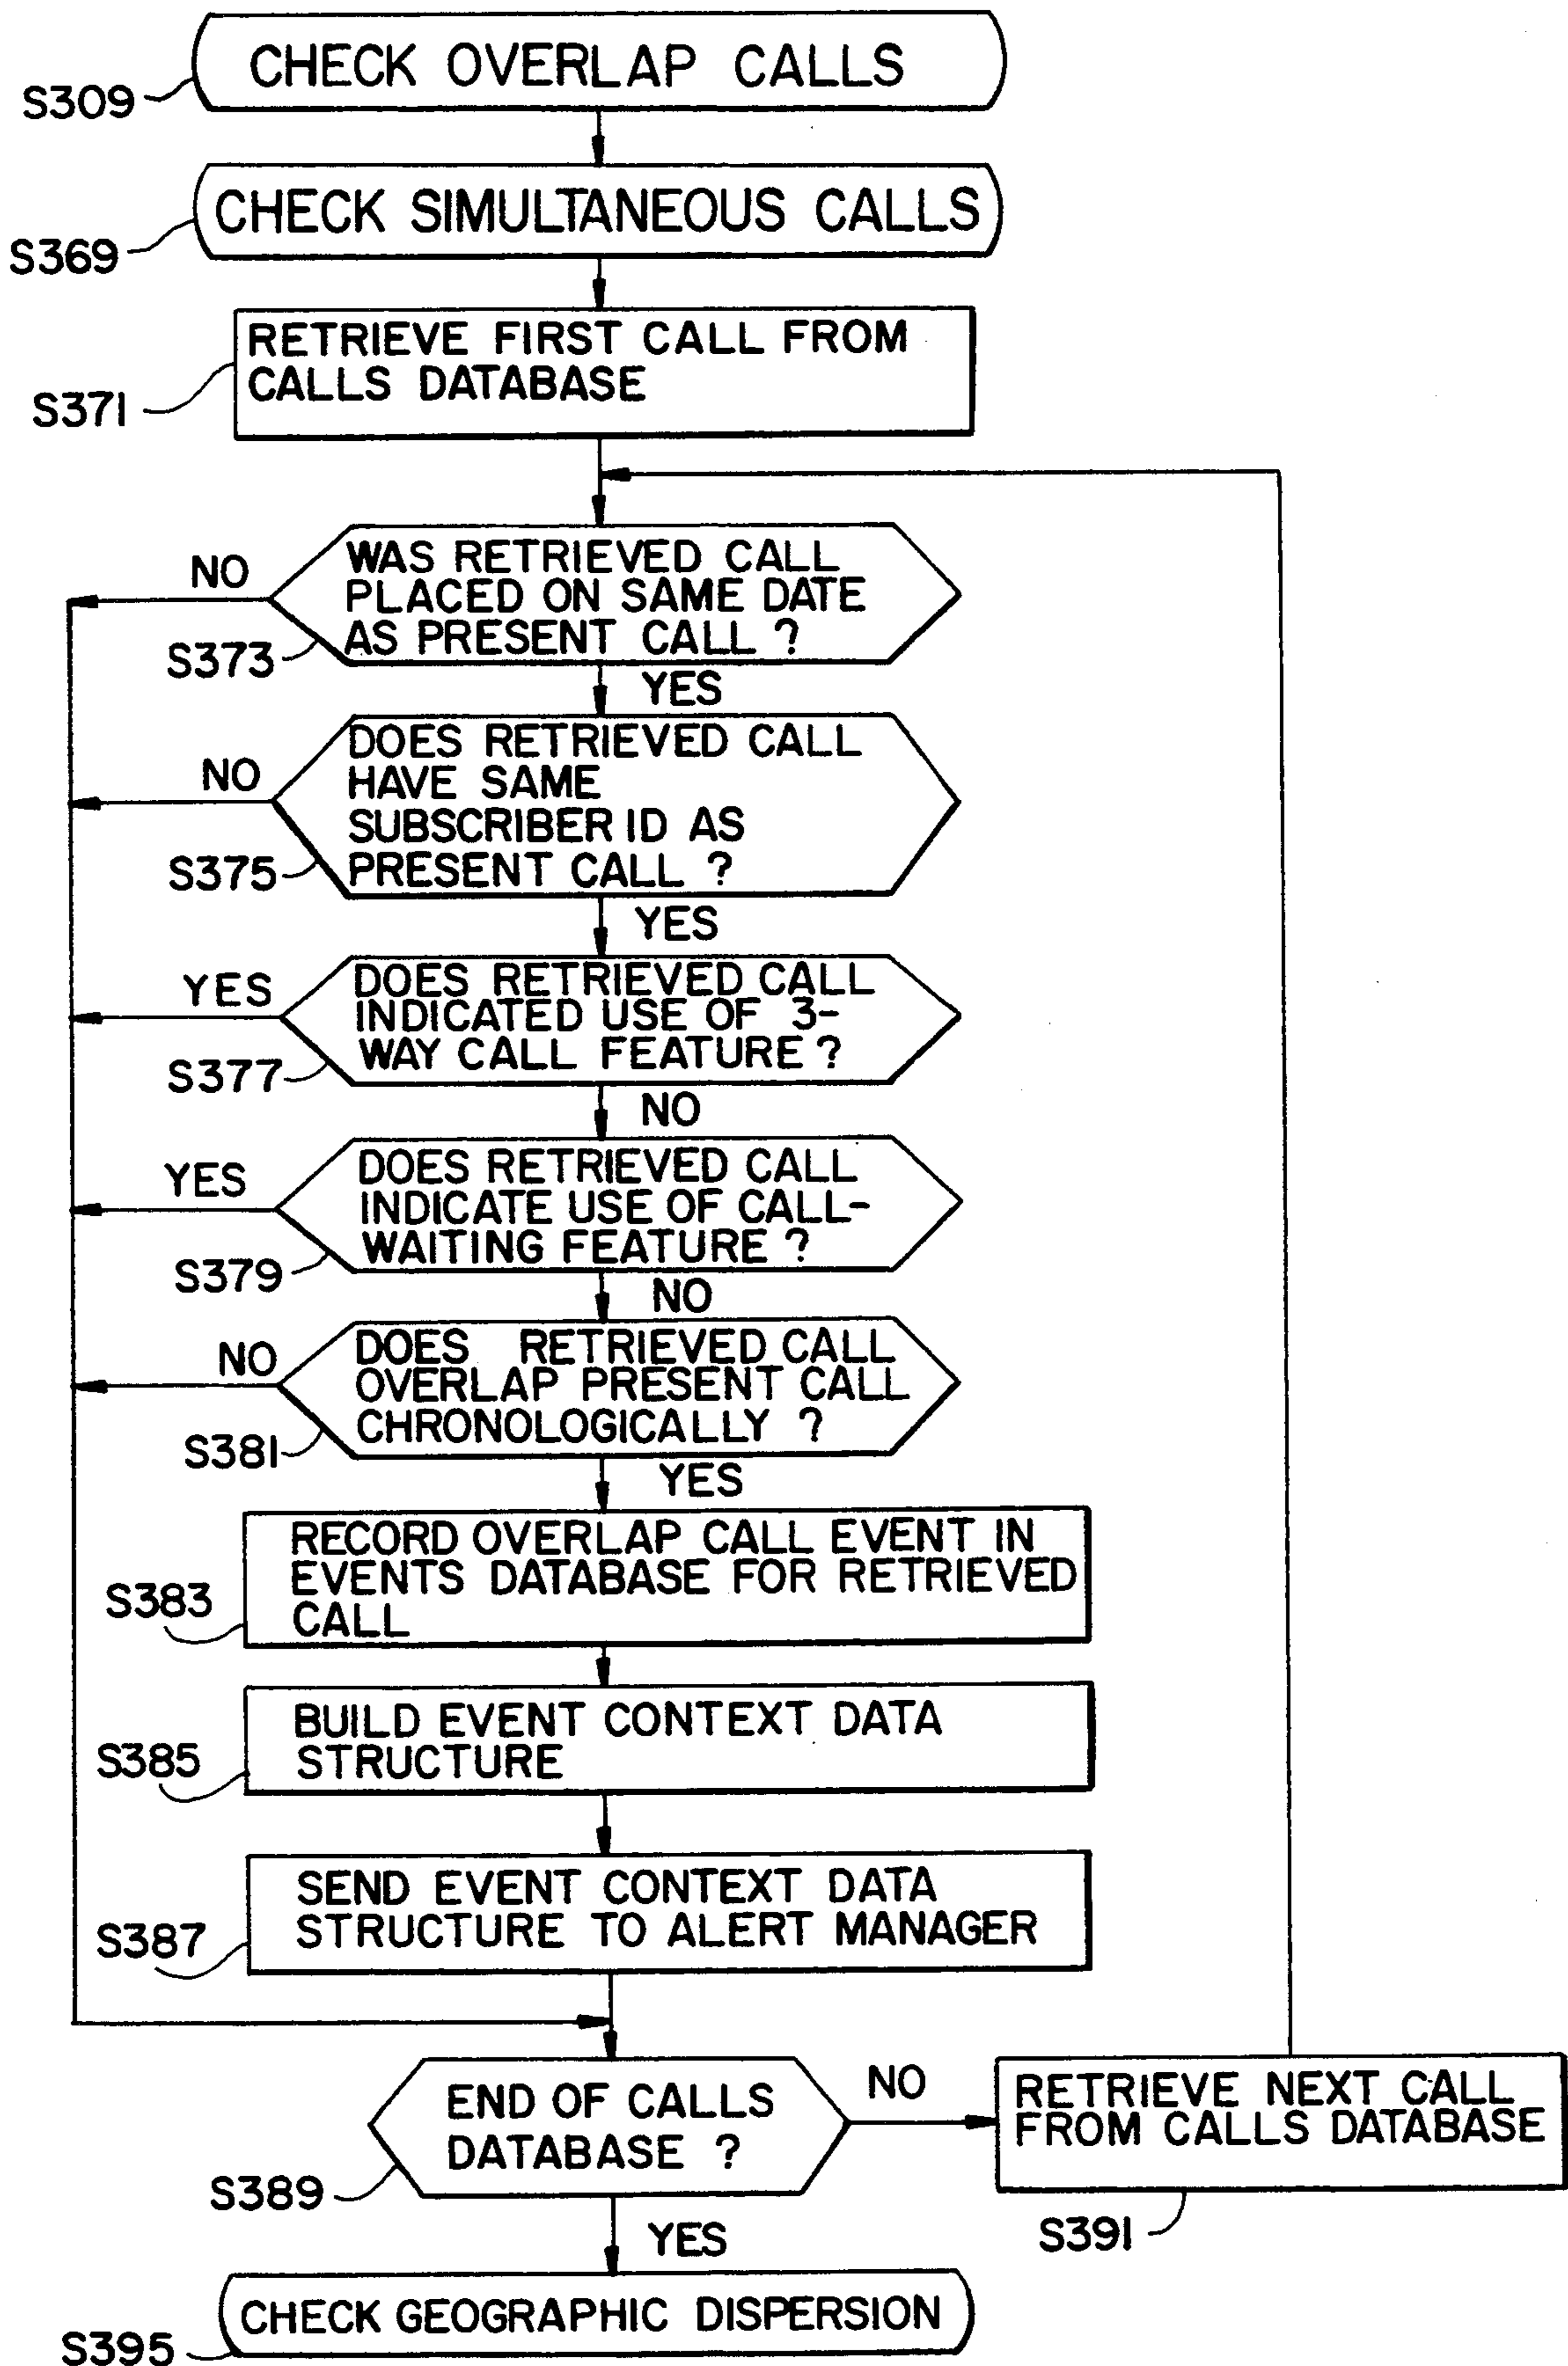 CHECK OVERLAP CALLS
S309
CHECK SIMULTANEOUS CALLS
S369
RETRIEVE FIRST CALL FROM
CALLS DATABASE
S371
WAS RETRIEVED CALL
PLACED ON SAME DATE
AS PRESENT CALL ?
NO
S373
YES
DOES RETRIEVED CALL
HAVE SAME
SUBSCRIBER ID AS
PRESENT CALL ?
NO
S375
YES
DOES RETRIEVED CALL
INDICATED USE OF 3-
WAY CALL FEATURE ?
YES
S377
NO
DOES RETRIEVED CALL
INDICATE USE OF CALL-
WAITING FEATURE ?
YES
S379
NO
DOES RETRIEVED CALL
OVERLAP PRESENT CALL
CHRONOLOGICALLY ?
NO
S381
YES
RECORD OVERLAP CALL EVENT IN
EVENTS DATABASE FOR RETRIEVED
CALL
S383
BUILD EVENT CONTEXT DATA
STRUCTURE
S385
SEND EVENT CONTEXT DATA
STRUCTURE TO ALERT MANAGER
S387
END OF CALLS
DATABASE ?
S389
NO
RETRIEVE NEXT CALL
FROM CALLS DATABASE
S391
YES
CHECK GEOGRAPHIC DISPERSION
S395